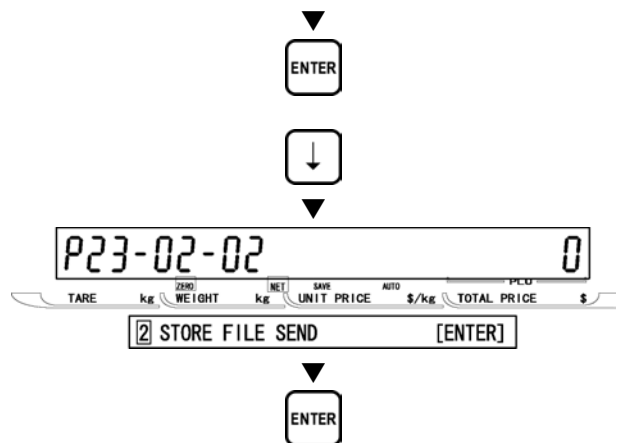 ENTER
↓
P23-02-02 0
ZERO NET SAVE AUTO PLU
TARE kg WEIGHT kg UNIT PRICE $/kg TOTAL PRICE $
2 STORE FILE SEND [ENTER]
ENTER